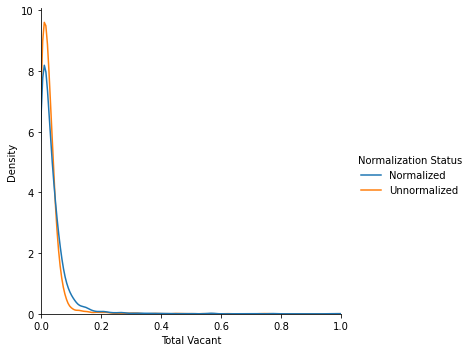 10
8
6
4
2
0
Density
0.0 0.2 0.4 0.6 0.8 1.0
Total Vacant
Normalization Status
Normalized
Unnormalized